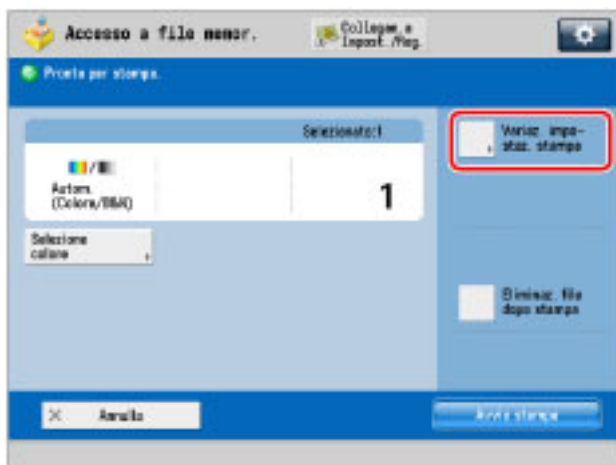 Accesso a file memor.
Collegam. a
Impost./Reg.
Pronta per stampa.
Selezionato:1
Autom.
(Colore/B&N)
1
Selezione
colore
Variaz. impo-
staz. stampa
Eliminaz. file
dopo stampa
Annulla
Avvio stampa